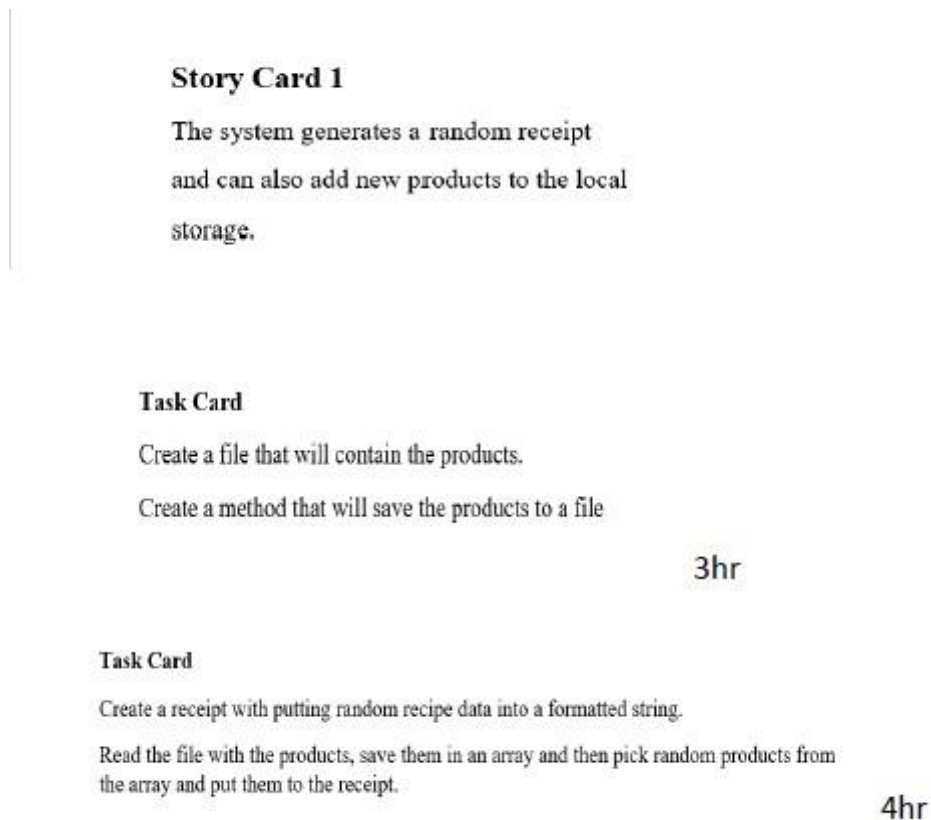 Story Card 1
The system generates a random receipt
and can also add new products to the local
storage.
Task Card
Create a file that will contain the products.
Create a method that will save the products to a file
3hr
Task Card
Create a receipt with putting random recipe data into a formatted string.
Read the file with the products, save them in an array and then pick random products from
the array and put them to the receipt.
4hr